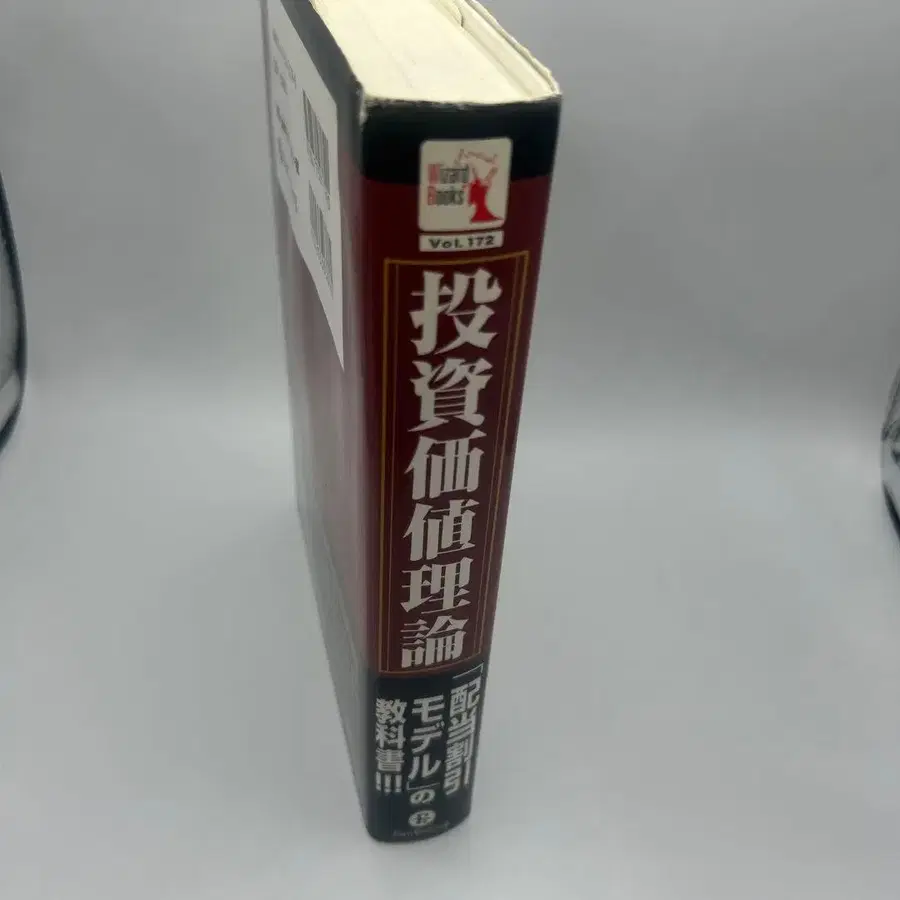 Wizard
Books
Vol. 172
投資価値理論
「配当割引
モデル」の
教科書!!!